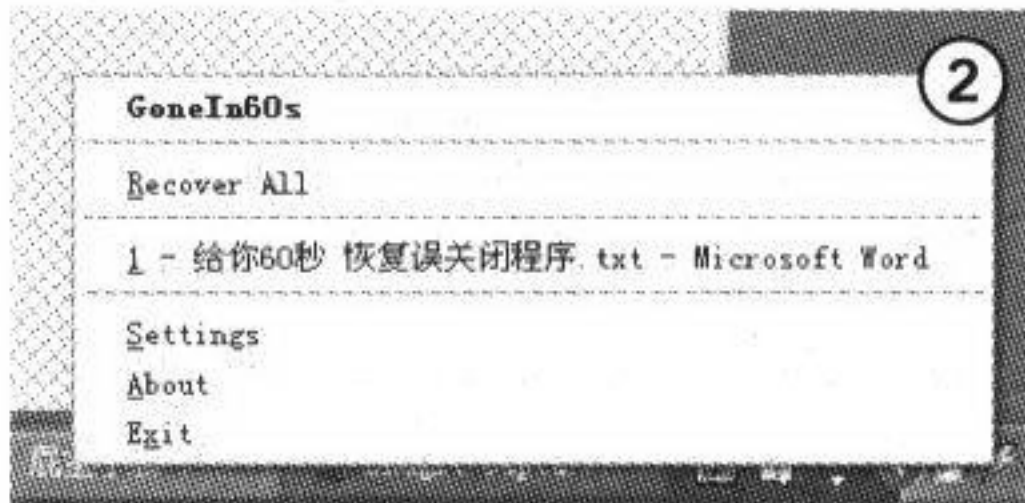 2
GoneIn60s
Recover All
1 - 给你60秒 恢复误关闭程序.txt - Microsoft Word
Settings
About
Exit